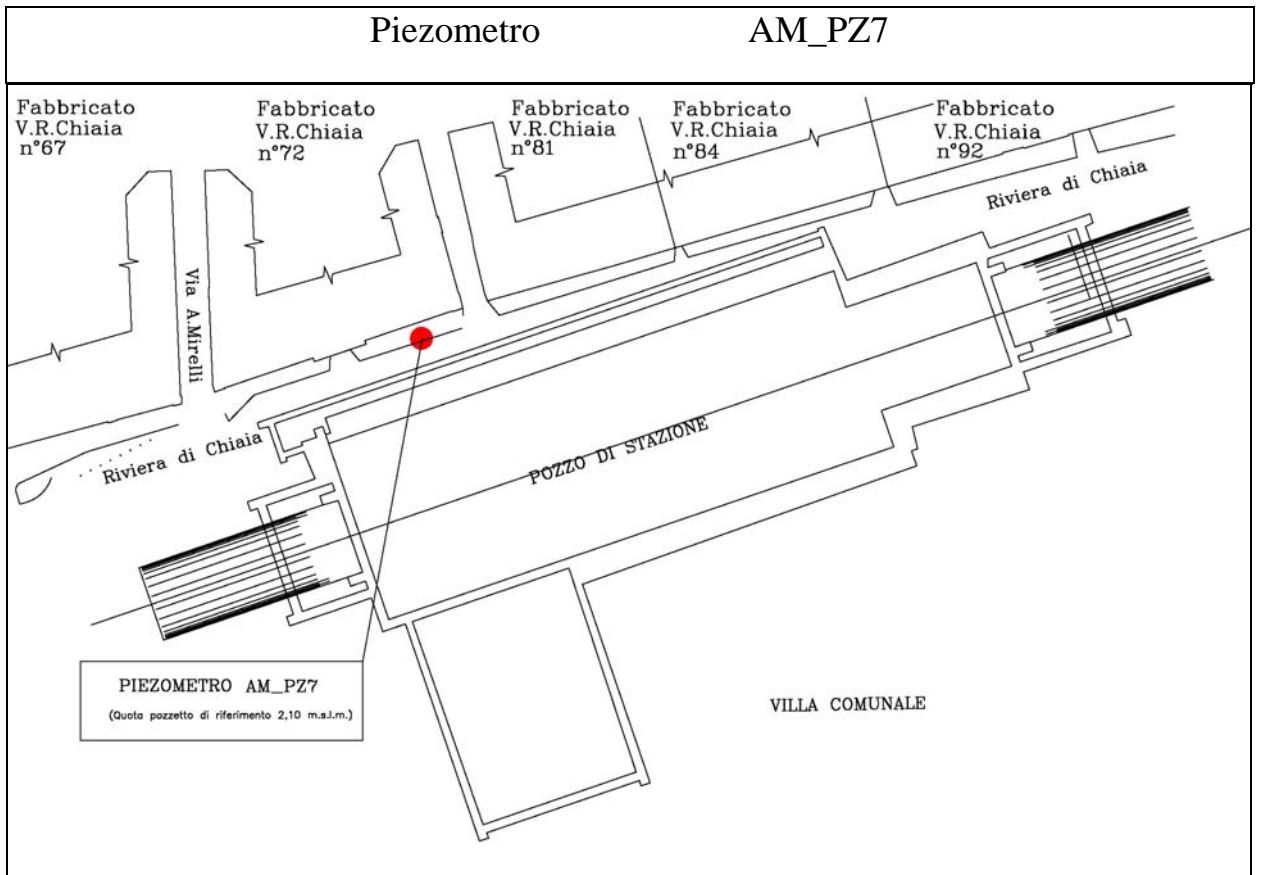 Piezometro AM_PZ7
Fabbricato
V.R.Chiaia
n°67
Fabbricato
V.R.Chiaia
n°72
Fabbricato
V.R.Chiaia
n°81
Fabbricato
V.R.Chiaia
n°84
Fabbricato
V.R.Chiaia
n°92
Riviera di Chiaia
Via A.Mirelli
Riviera di Chiaia
POZZO DI STAZIONE
PIEZOMETRO AM_PZ7
(Quota pozzetto di riferimento 2,10 m.s.l.m.)
VILLA COMUNALE